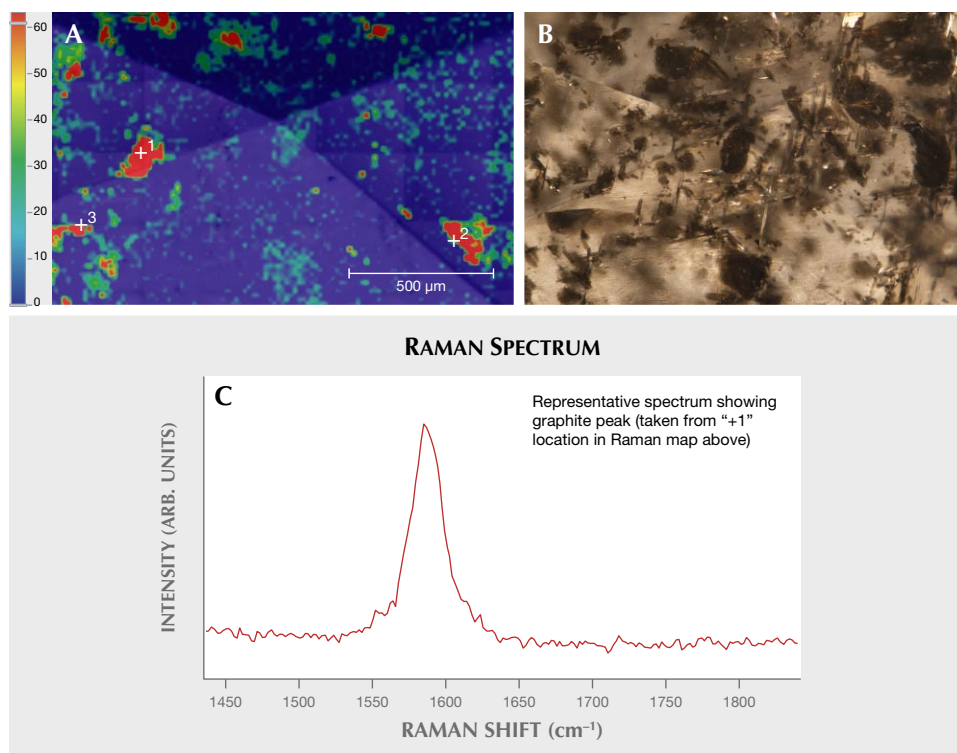 A
B
60
50
40
30
20
10
0
+1
+3
+2
500 µm
RAMAN SPECTRUM
C
Representative spectrum showing
graphite peak (taken from “+1”
location in Raman map above)
INTENSITY (ARB. UNITS)
1450 1500 1550 1600 1650 1700 1750 1800
RAMAN SHIFT (cm⁻¹)